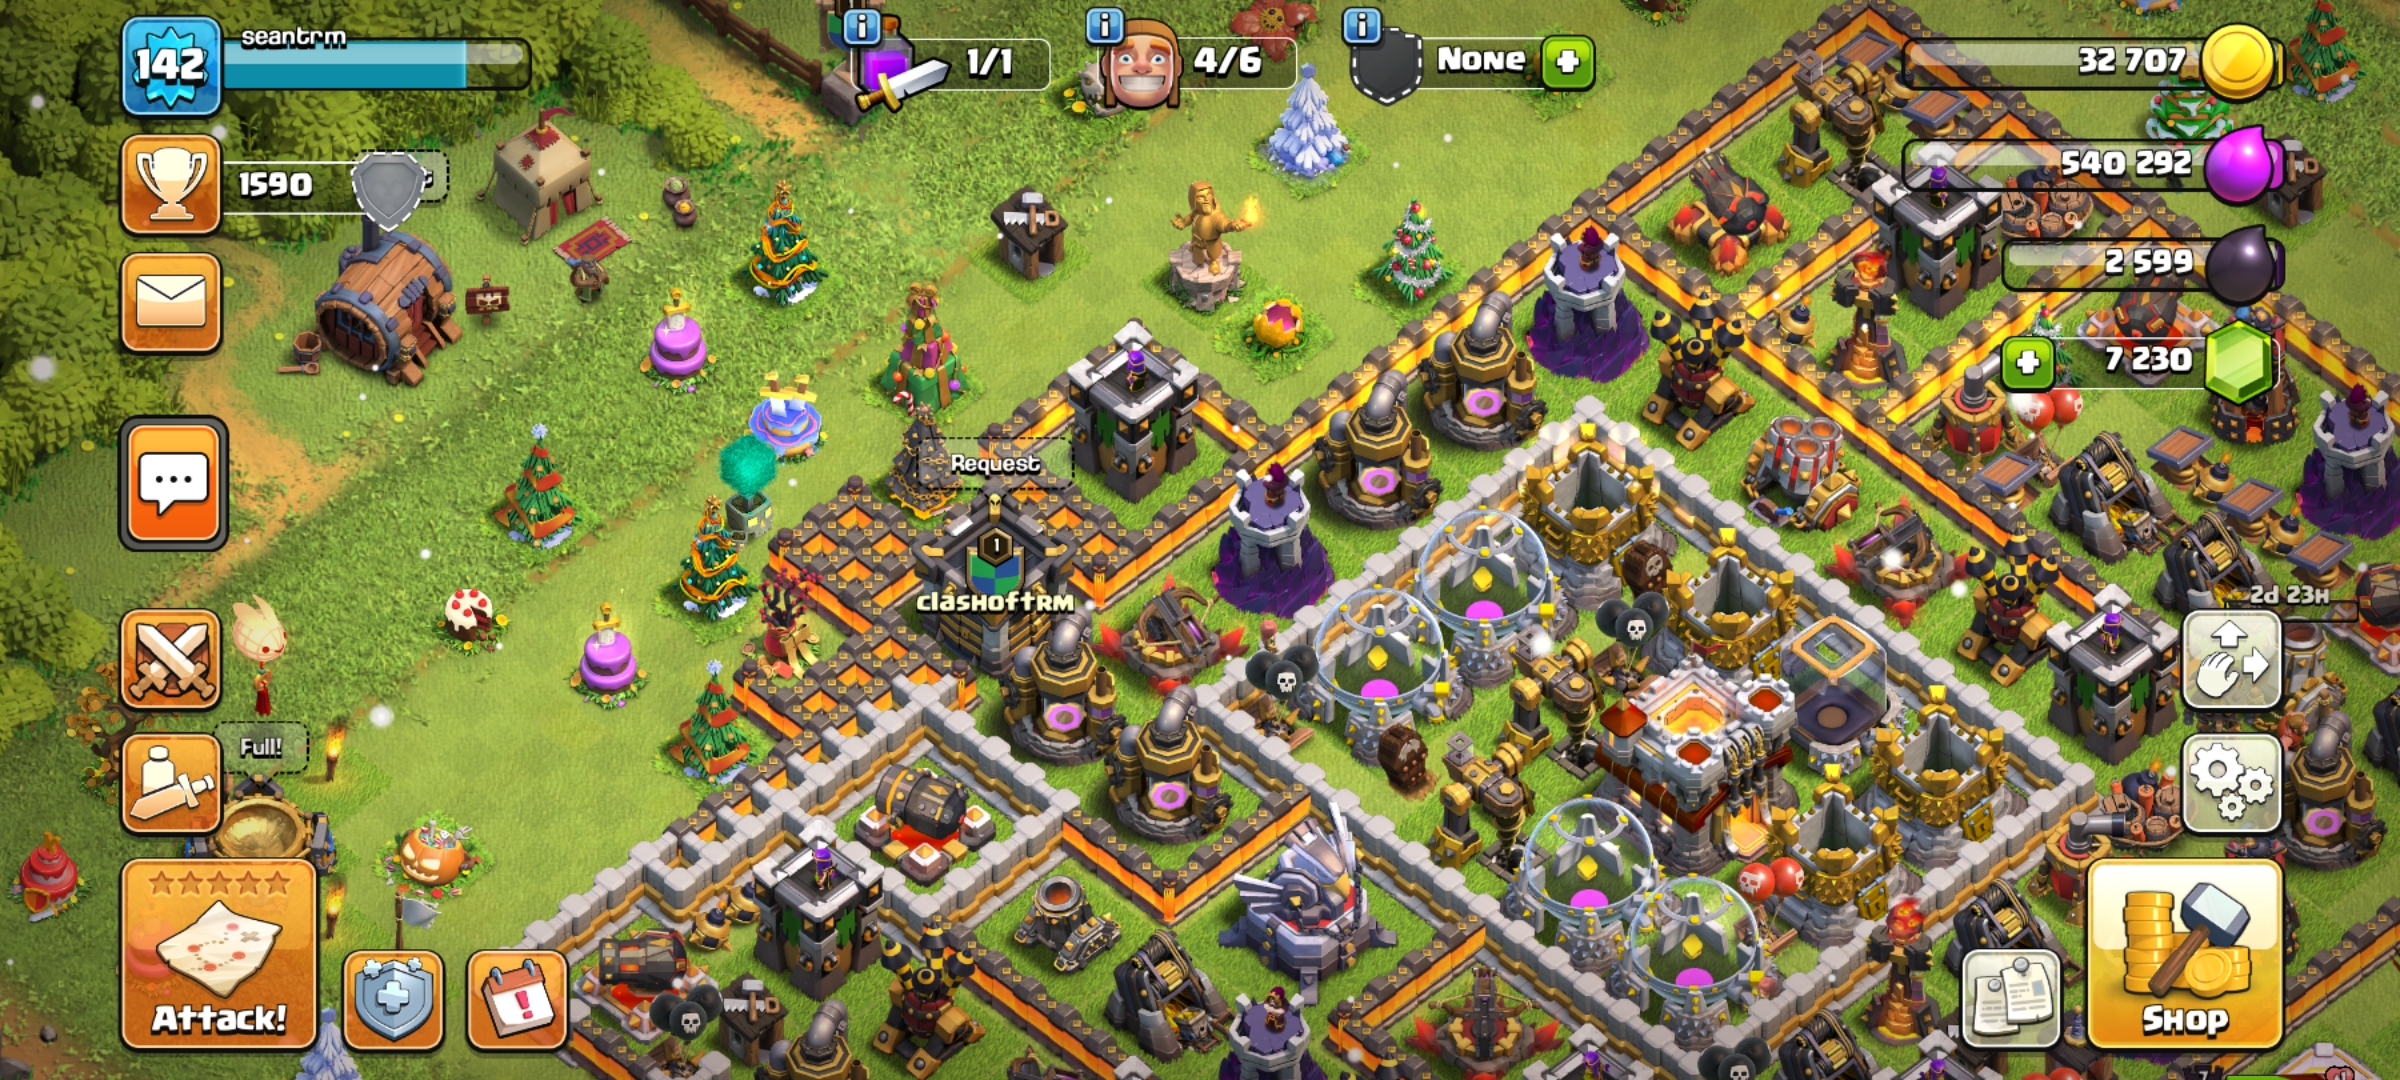 142
seantrm
1/1
4/6
None
32 707
1590
540 292
2 599
7 230
Request
1
clashoftRM
2d 23h
Full!
Attack!
Shop